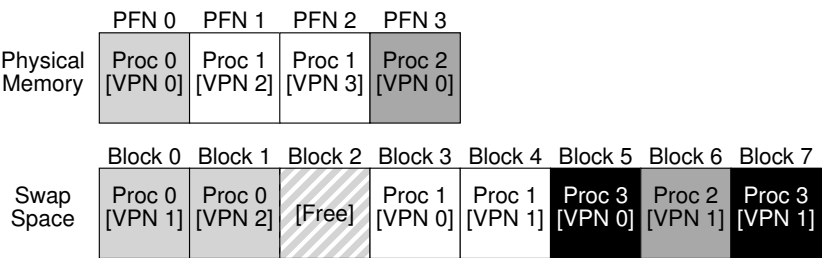 PFN 0 PFN 1 PFN 2 PFN 3
Physical Memory
Proc 0 [VPN 0]
Proc 1 [VPN 2]
Proc 1 [VPN 3]
Proc 2 [VPN 0]
Block 0 Block 1 Block 2 Block 3 Block 4 Block 5 Block 6 Block 7
Swap Space
Proc 0 [VPN 1]
Proc 0 [VPN 2]
[Free]
Proc 1 [VPN 0]
Proc 1 [VPN 1]
Proc 3 [VPN 0]
Proc 2 [VPN 1]
Proc 3 [VPN 1]